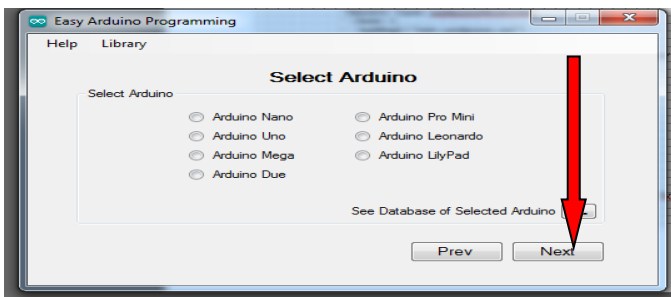 Easy Arduino Programming
Help Library
Select Arduino
Select Arduino
Arduino Nano Arduino Pro Mini
Arduino Uno Arduino Leonardo
Arduino Mega Arduino LilyPad
Arduino Due
See Database of Selected Arduino
Prev Next